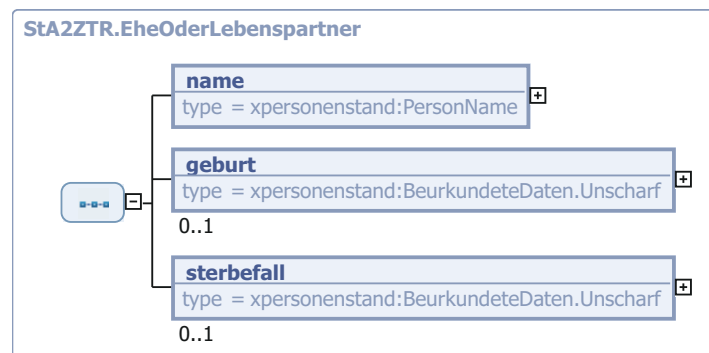 StA2ZTR.EheOderLebenspartner
name
type = xpersonenstand:PersonName
geburt
type = xpersonenstand:BeurkundeteDaten.Unscharf
0..1
sterbefall
type = xpersonenstand:BeurkundeteDaten.Unscharf
0..1